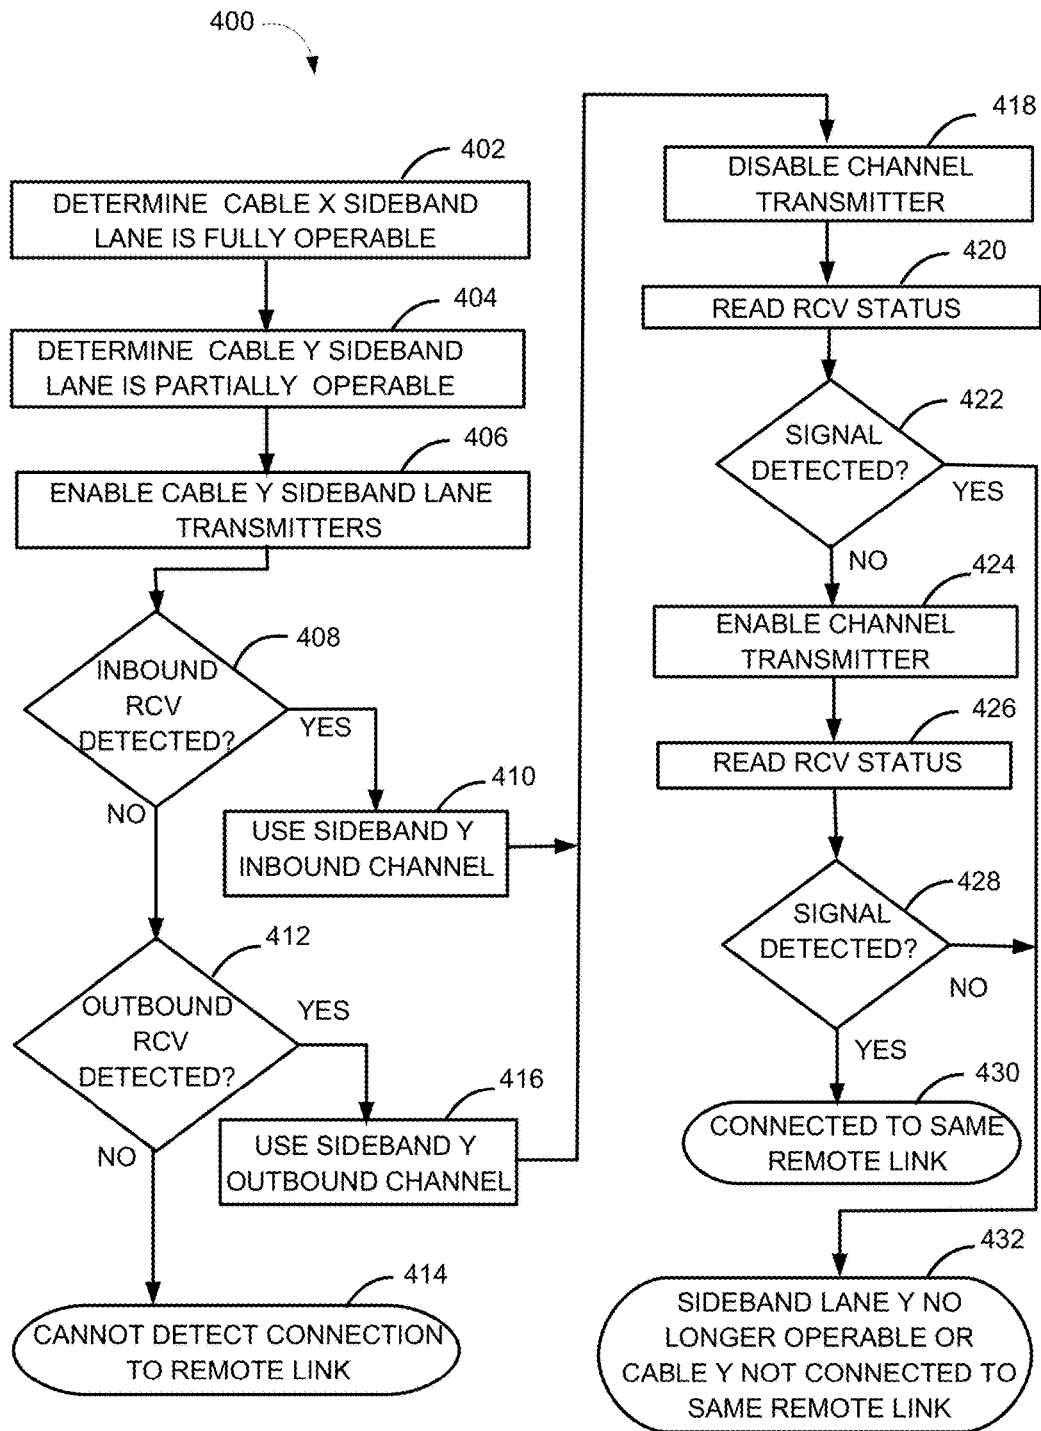 400
402
DETERMINE CABLE X SIDEBAND
LANE IS FULLY OPERABLE
404
DETERMINE CABLE Y SIDEBAND
LANE IS PARTIALLY OPERABLE
406
ENABLE CABLE Y SIDEBAND LANE
TRANSMITTERS
408
INBOUND
RCV
DETECTED?
YES
NO
410
USE SIDEBAND Y
INBOUND CHANNEL
412
OUTBOUND
RCV
DETECTED?
YES
NO
416
USE SIDEBAND Y
OUTBOUND CHANNEL
414
CANNOT DETECT CONNECTION
TO REMOTE LINK
418
DISABLE CHANNEL
TRANSMITTER
420
READ RCV STATUS
422
SIGNAL
DETECTED?
YES
NO
424
ENABLE CHANNEL
TRANSMITTER
426
READ RCV STATUS
428
SIGNAL
DETECTED?
NO
YES
430
CONNECTED TO SAME
REMOTE LINK
432
SIDEBAND LANE Y NO
LONGER OPERABLE OR
CABLE Y NOT CONNECTED TO
SAME REMOTE LINK